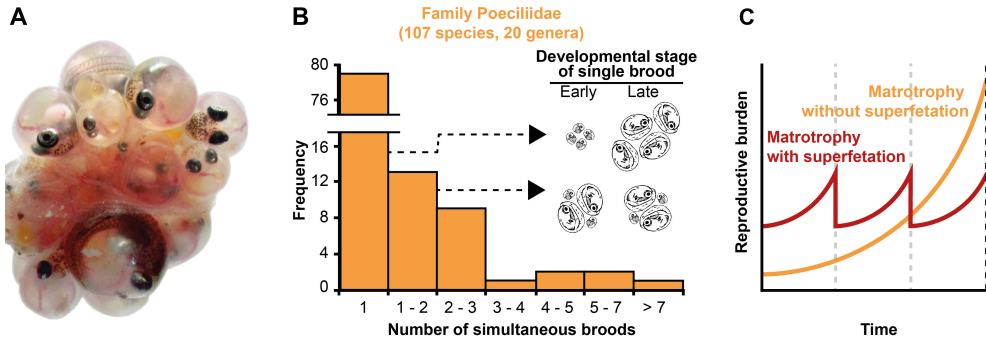 A
B
Family Poeciliidae
(107 species, 20 genera)
Developmental stage
of single brood
Early Late
80
76
16
12
8
4
0
Frequency
1 1 - 2 2 - 3 3 - 4 4 - 5 5 - 7 > 7
Number of simultaneous broods
C
Matrotrophy
without superfetation
Matrotrophy
with superfetation
Reproductive burden
Time